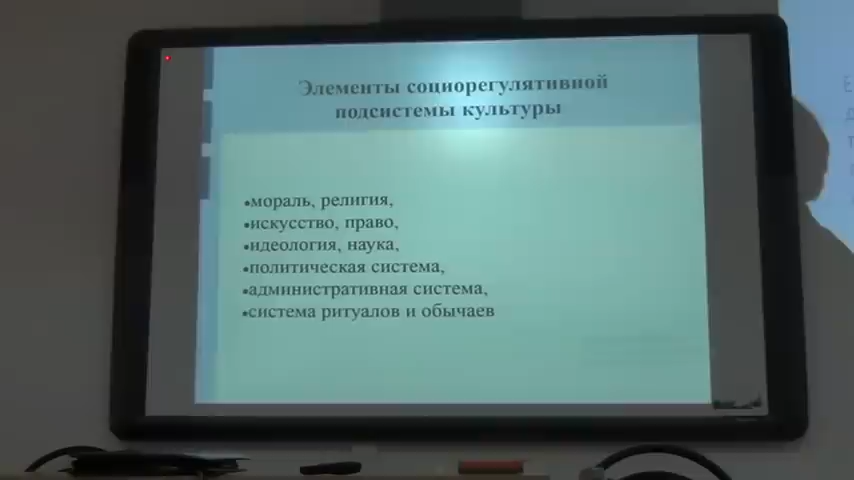 Элементы социорегулятивной
подсистемы культуры
•мораль, религия,
•искусство, право,
•идеология, наука,
•политическая система,
•административная система,
•система ритуалов и обычаев